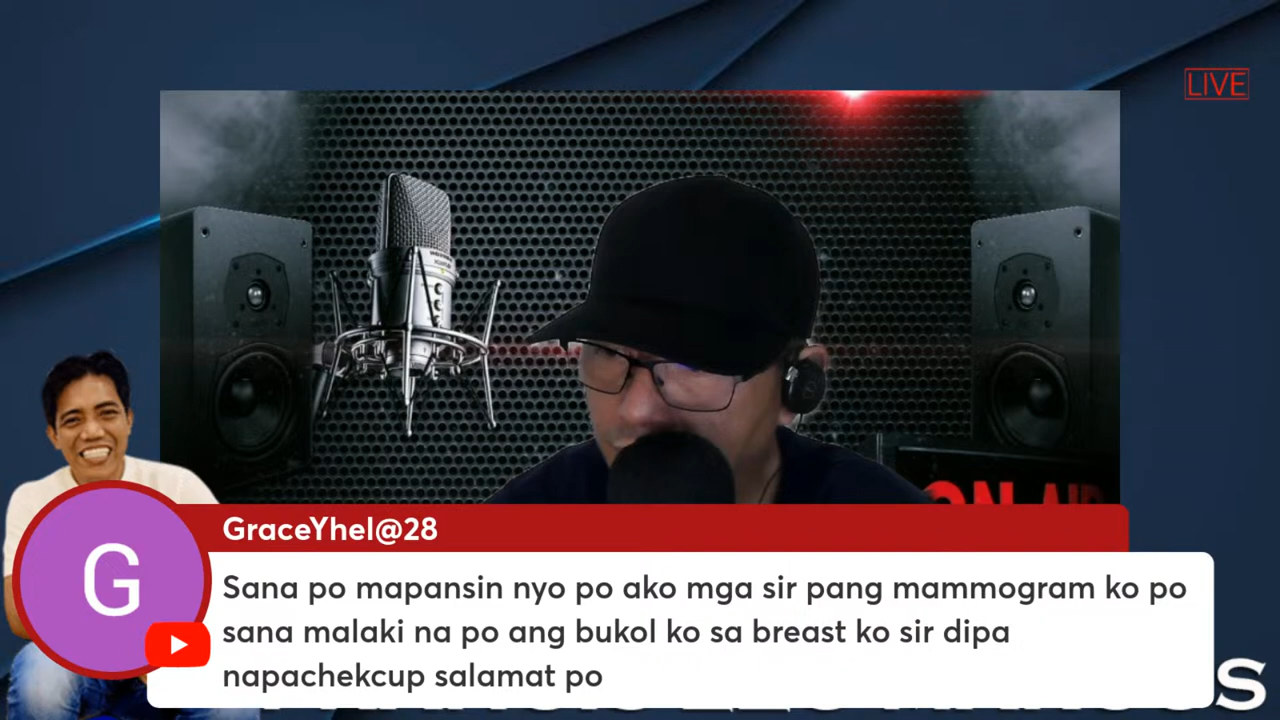 LIVE
GraceYhel@28
Sana po mapansin nyo po ako mga sir pang mammogram ko po
sana malaki na po ang bukol ko sa breast ko sir dipa
napachekcup salamat po